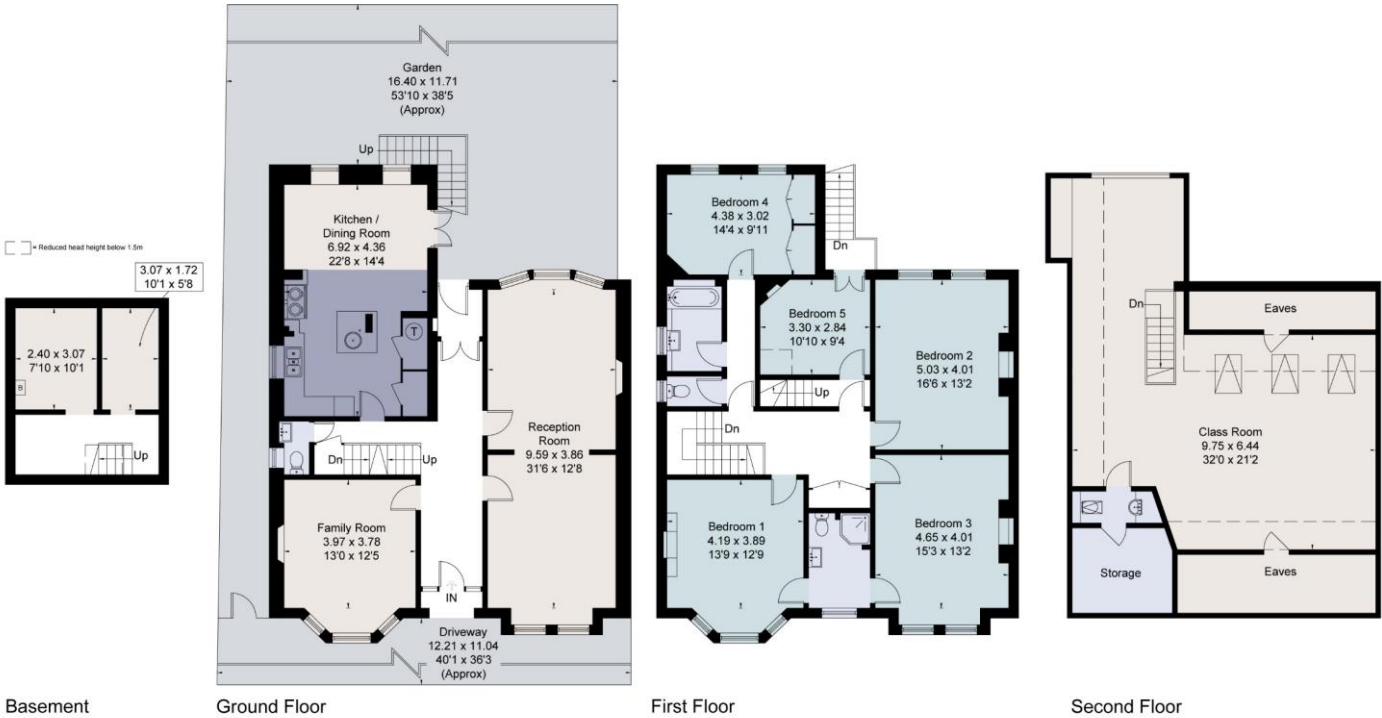 = Reduced head height below 1.5m
3.07 x 1.72
10'1 x 5'8
2.40 x 3.07
7'10 x 10'1
B
Up
Basement
Garden
16.40 x 11.71
53'10 x 38'5
(Approx)
Up
Kitchen /
Dining Room
6.92 x 4.36
22'8 x 14'4
T
Reception
Room
9.59 x 3.86
31'6 x 12'8
Dn
Up
Family Room
3.97 x 3.78
13'0 x 12'5
IN
Driveway
12.21 x 11.04
40'1 x 36'3
(Approx)
Ground Floor
Bedroom 4
4.38 x 3.02
14'4 x 9'11
Dn
Bedroom 5
3.30 x 2.84
10'10 x 9'4
Bedroom 2
5.03 x 4.01
16'6 x 13'2
Up
Dn
Bedroom 1
4.19 x 3.89
13'9 x 12'9
Bedroom 3
4.65 x 4.01
15'3 x 13'2
First Floor
Dn
Eaves
Class Room
9.75 x 6.44
32'0 x 21'2
Storage
Eaves
Second Floor